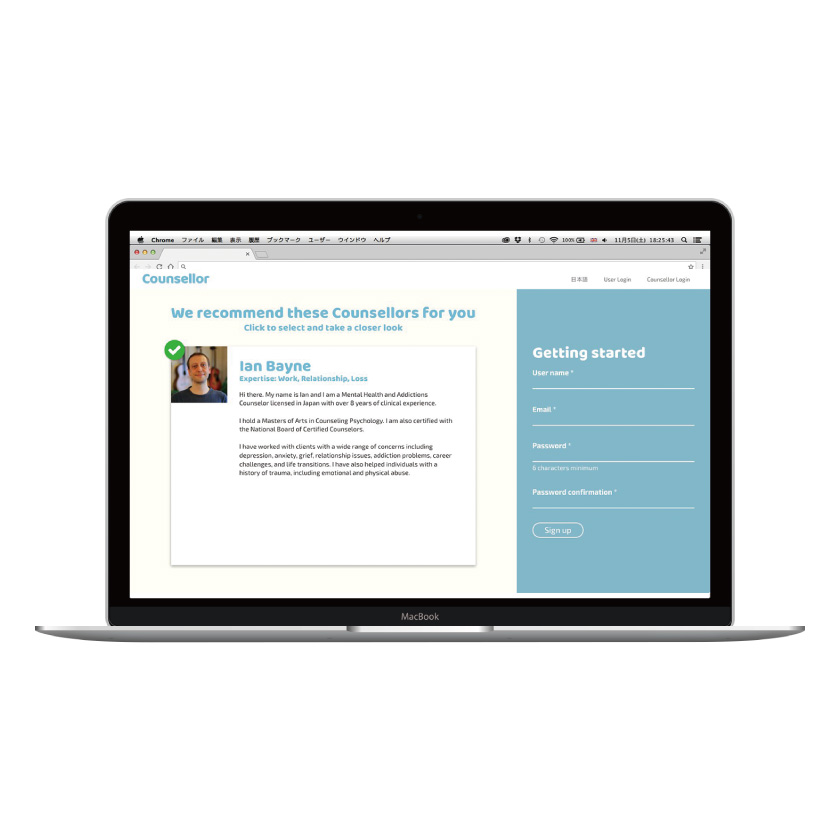 Chrome ファイル 編集 表示 履歴 ブックマーク ユーザー ウインドウ ヘルプ
100% 11月5日(土) 18:25:43
Counsellor
日本語 User Login Counsellor Login
We recommend these Counsellors for you
Click to select and take a closer look
Ian Bayne
Expertise: Work, Relationship, Loss
Hi there. My name is Ian and I am a Mental Health and Addictions
Counselor licensed in Japan with over 8 years of clinical experience.
I hold a Masters of Arts in Counseling Psychology. I am also certified with
the National Board of Certified Counselors.
I have worked with clients with a wide range of concerns including
depression, anxiety, grief, relationship issues, addiction problems, career
challenges, and life transitions. I have also helped individuals with a
history of trauma, including emotional and physical abuse.
Getting started
User name *
Email *
Password *
6 characters minimum
Password confirmation *
Sign up
MacBook